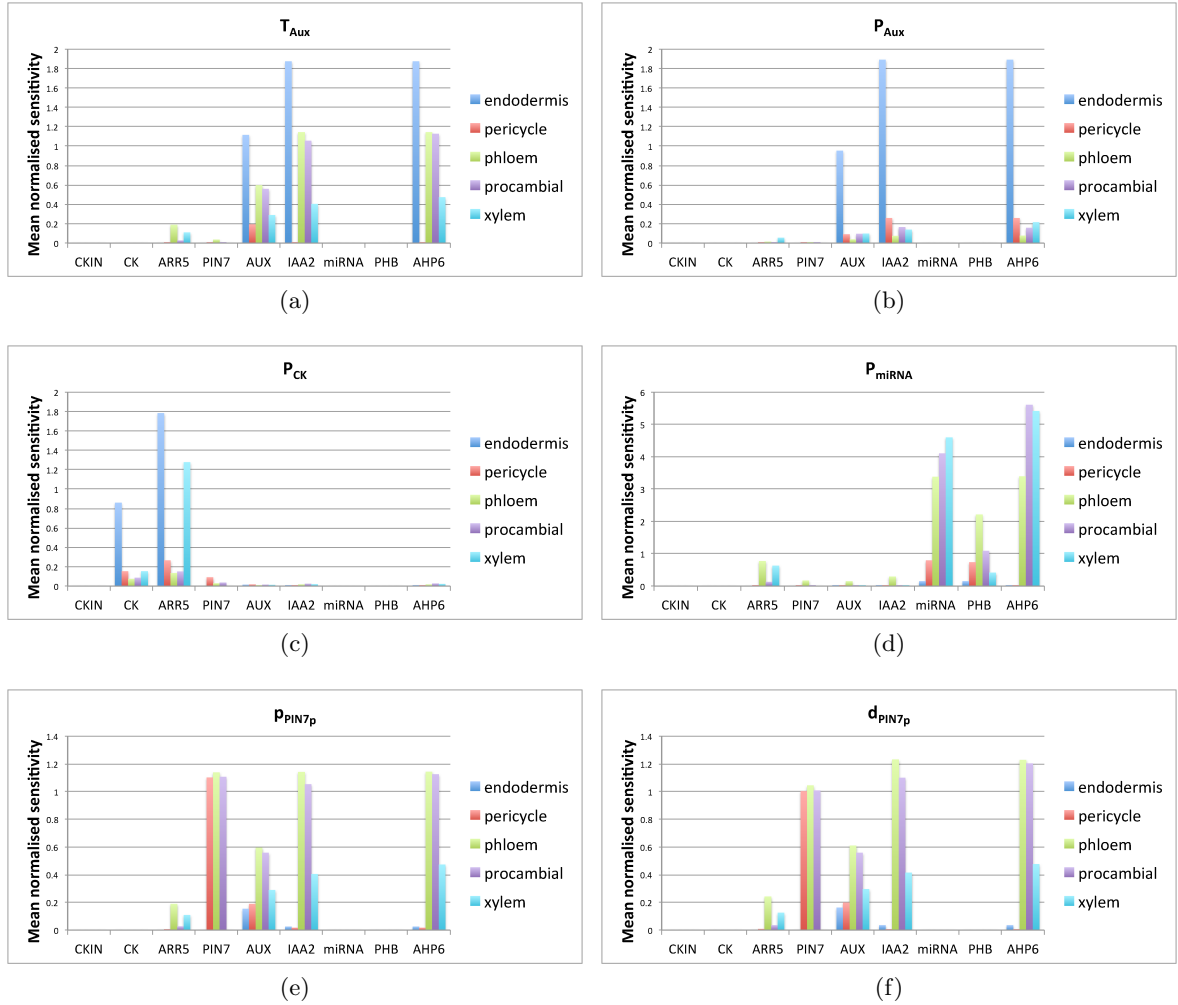 T_Aux
Mean normalised sensitivity
2
1.8
1.6
1.4
1.2
1
0.8
0.6
0.4
0.2
0
CKIN CK ARR5 PIN7 AUX IAA2 miRNA PHB AHP6
endodermis
pericycle
phloem
procambial
xylem
(a)
P_Aux
Mean normalised sensitivity
2
1.8
1.6
1.4
1.2
1
0.8
0.6
0.4
0.2
0
CKIN CK ARR5 PIN7 AUX IAA2 miRNA PHB AHP6
endodermis
pericycle
phloem
procambial
xylem
(b)
P_CK
Mean normalised sensitivity
2
1.8
1.6
1.4
1.2
1
0.8
0.6
0.4
0.2
0
CKIN CK ARR5 PIN7 AUX IAA2 miRNA PHB AHP6
endodermis
pericycle
phloem
procambial
xylem
(c)
P_miRNA
Mean normalised sensitivity
6
5
4
3
2
1
0
CKIN CK ARR5 PIN7 AUX IAA2 miRNA PHB AHP6
endodermis
pericycle
phloem
procambial
xylem
(d)
p_PIN7p
Mean normalised sensitivity
1.4
1.2
1
0.8
0.6
0.4
0.2
0
CKIN CK ARR5 PIN7 AUX IAA2 miRNA PHB AHP6
endodermis
pericycle
phloem
procambial
xylem
(e)
d_PIN7p
Mean normalised sensitivity
1.4
1.2
1
0.8
0.6
0.4
0.2
0
CKIN CK ARR5 PIN7 AUX IAA2 miRNA PHB AHP6
endodermis
pericycle
phloem
procambial
xylem
(f)